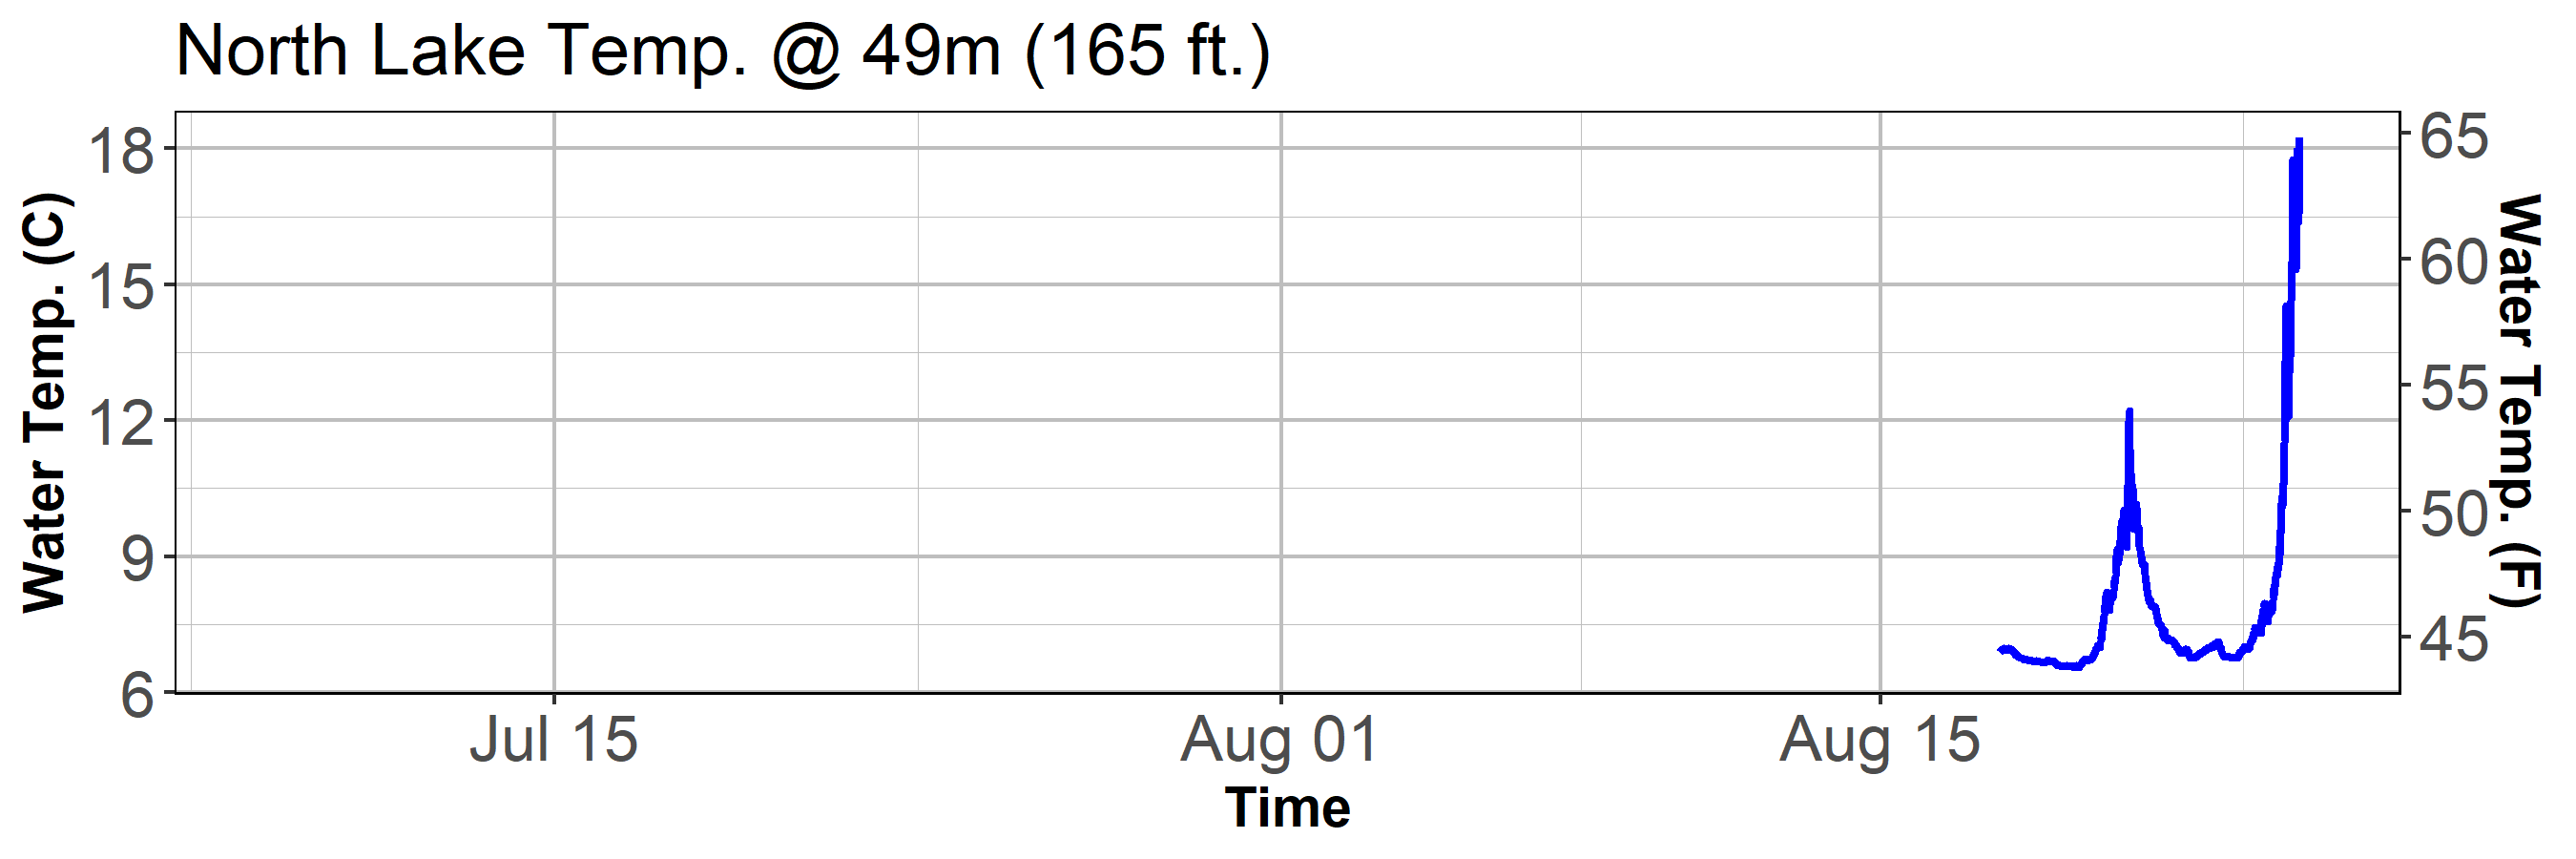 North Lake Temp. @ 49m (165 ft.)
18
15
12
9
6
Water Temp. (C)
65
60
55
50
45
Water Temp. (F)
Jul 15
Aug 01
Aug 15
Time